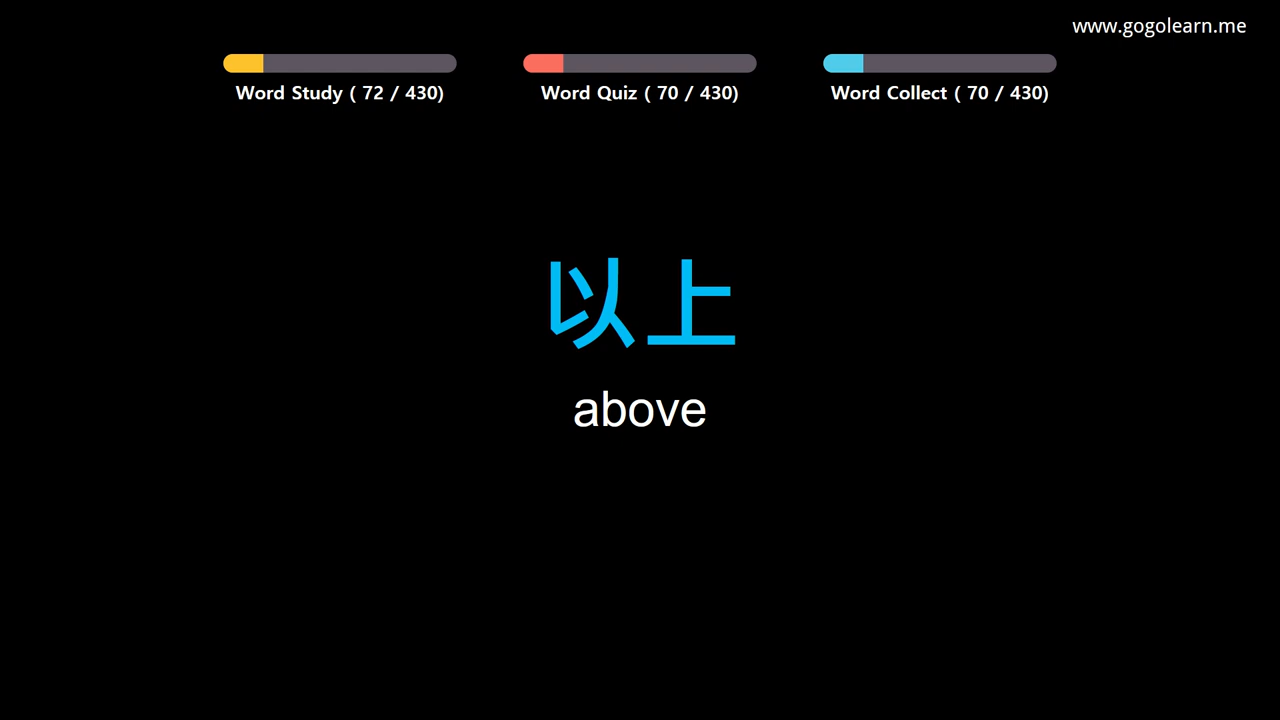 www.gogolearn.me
Word Study ( 72 / 430)
Word Quiz ( 70 / 430)
Word Collect ( 70 / 430)
以上
above